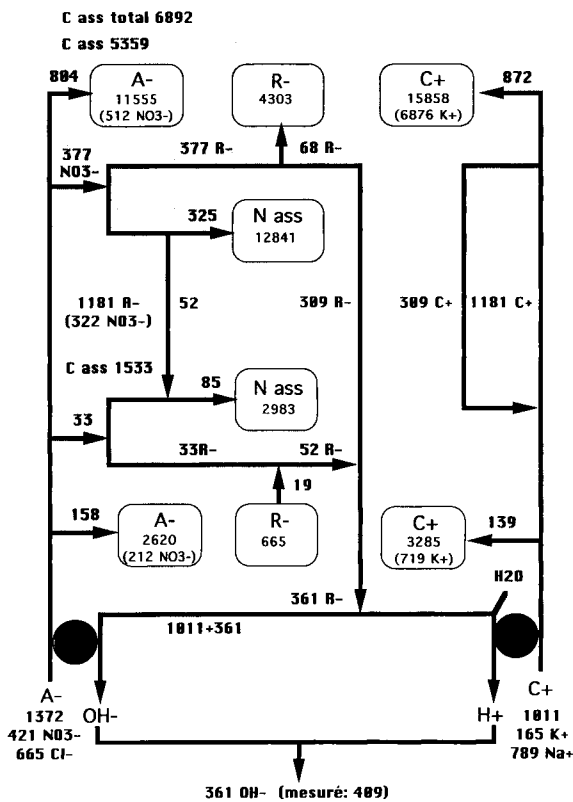 C ass total 6892
C ass 5359
804
A-
11555
(512 NO3-)
R-
4303
C+
15858
(6876 K+)
872
377
NO3-
377 R-
68 R-
325
N ass
12841
1181 A-
(322 NO3-)
52
309 R-
309 C+
1181 C+
C ass 1533
85
N ass
2983
33
33R-
52 R-
19
158
A-
2620
(212 NO3-)
R-
665
C+
3285
(719 K+)
139
H2O
361 R-
1011+361
A-
1372
421 NO3-
665 Cl-
OH-
H+
C+
1011
165 K+
789 Na+
361 OH- (mesuré: 409)